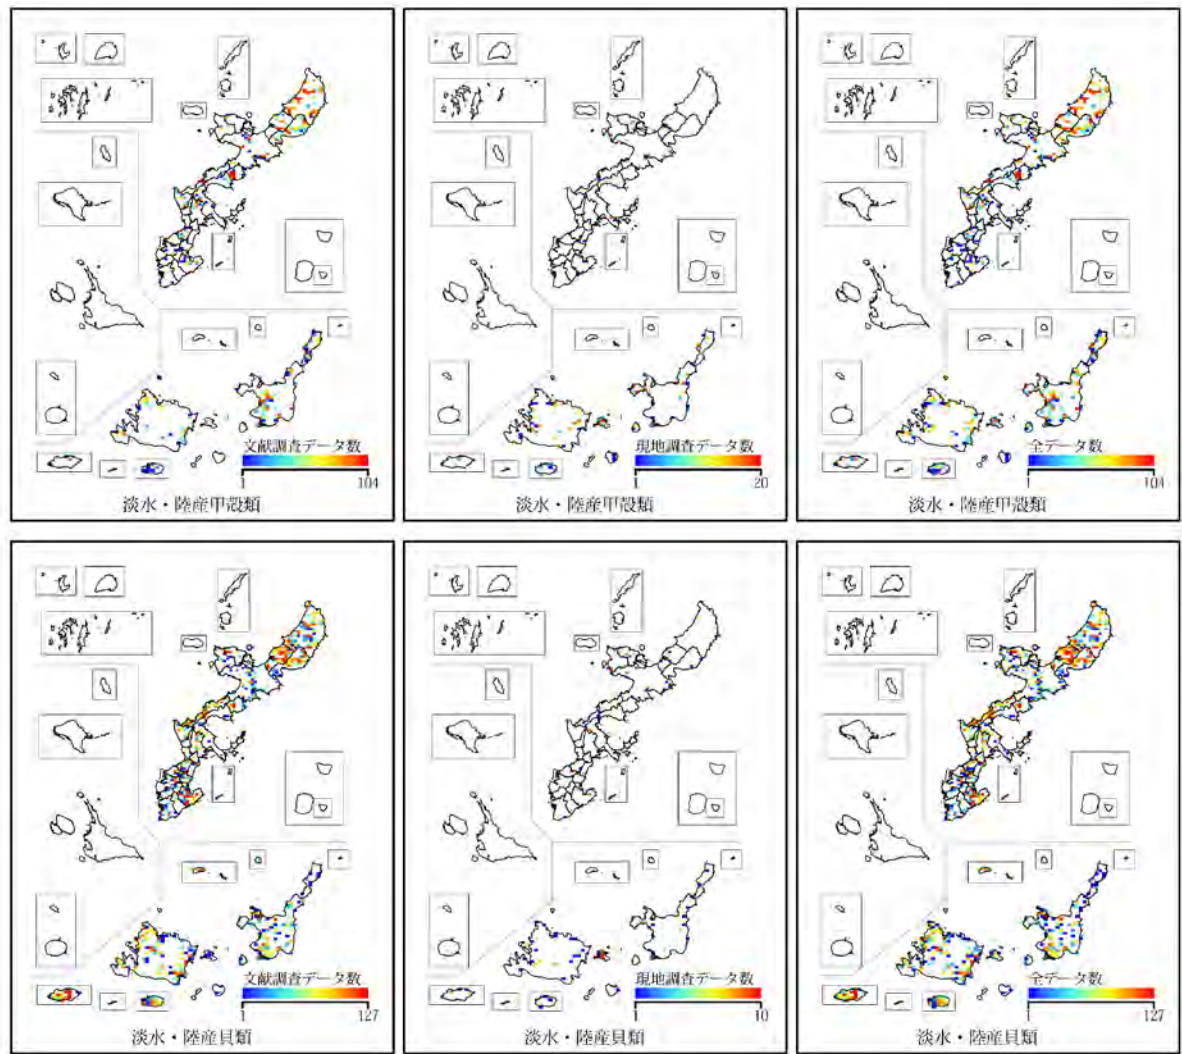 文献調査データ数
1 104
淡水・陸産甲殻類
現地調査データ数
1 20
淡水・陸産甲殻類
全データ数
1 104
淡水・陸産甲殻類
文献調査データ数
1 127
淡水・陸産貝類
現地調査データ数
1 10
淡水・陸産貝類
全データ数
1 127
淡水・陸産貝類